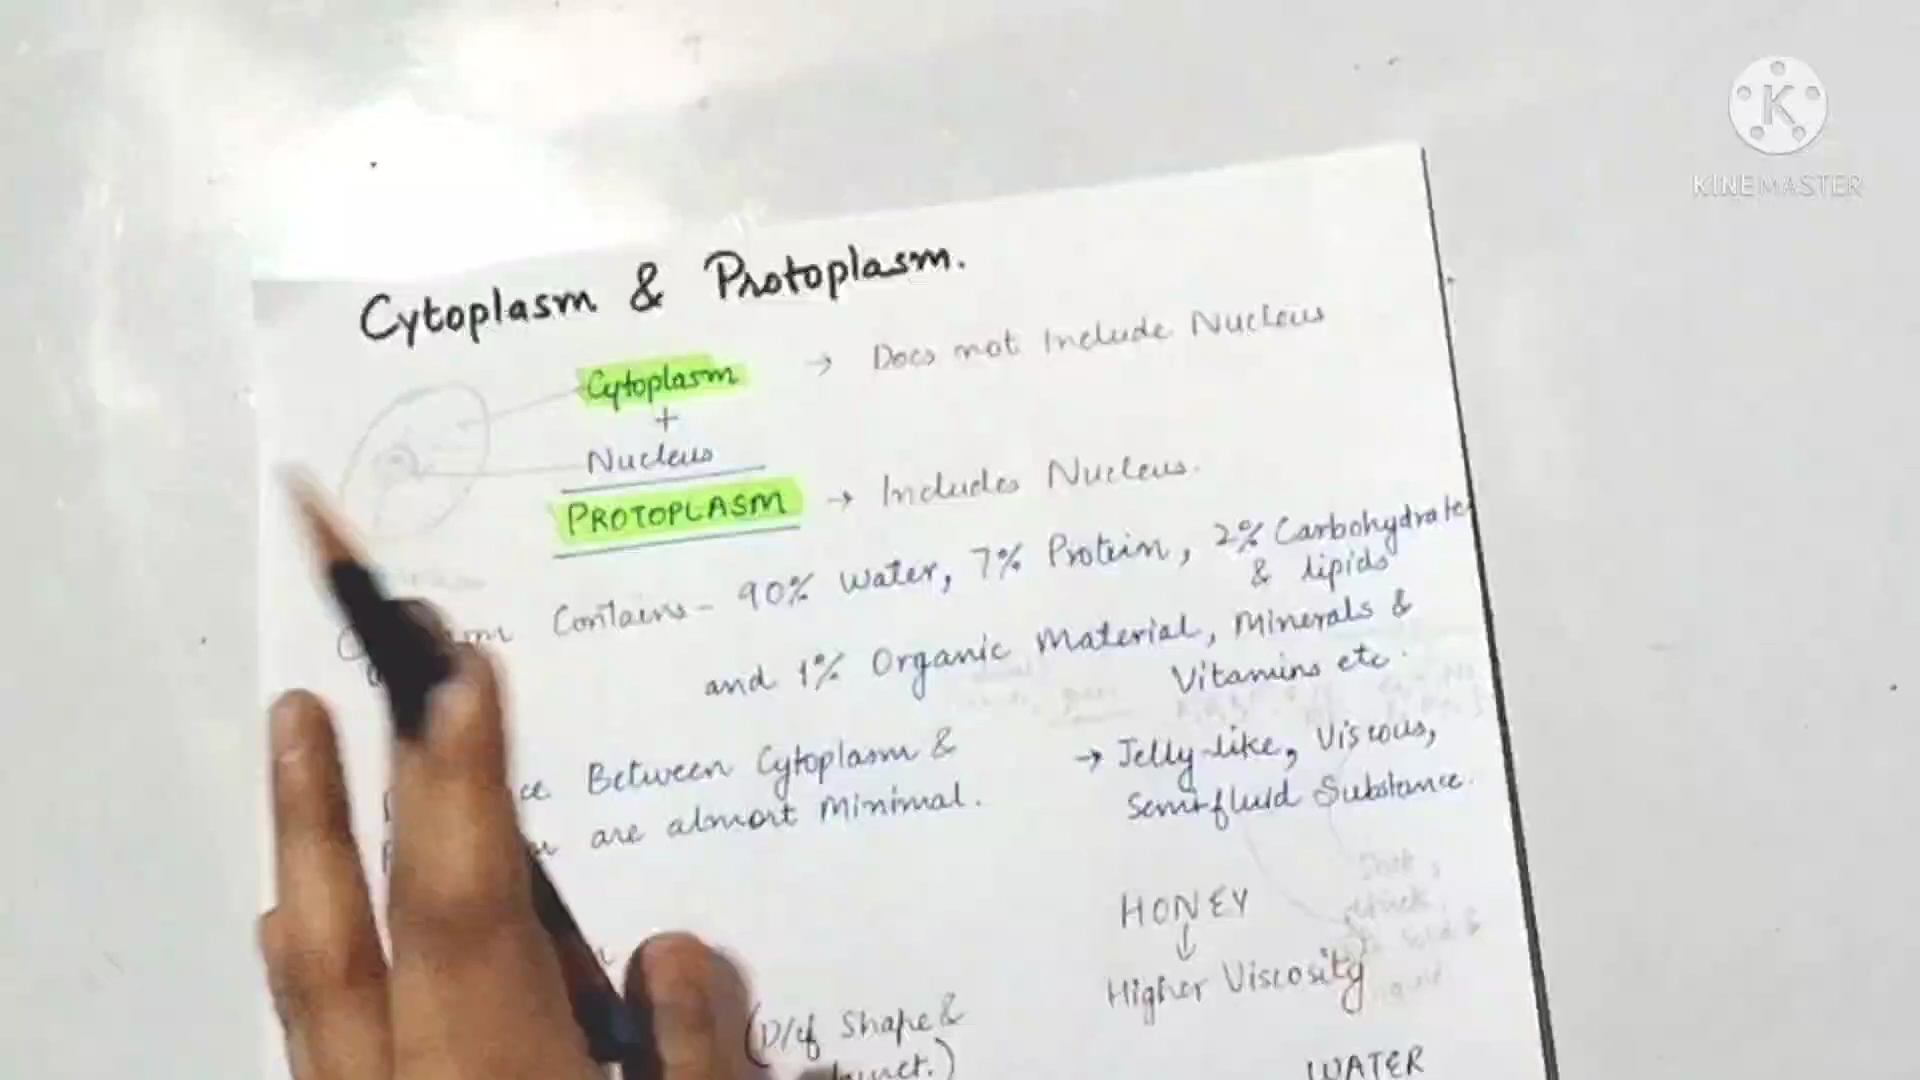 KINEMASTER
Cytoplasm & Protoplasm.
Cytoplasm → Does not Include Nucleus
+
Nucleus
PROTOPLASM → Includes Nucleus.
Contains - 90% Water, 7% Protein, 2% Carbohydrate
& lipids
and 1% Organic Material, Minerals &
Vitamins etc.
Between Cytoplasm &
are almost Minimal.
→ Jelly-like, Viscous,
Semi-fluid Substance.
HONEY
↓
Higher Viscosity
(D/cf Shape &
WATER